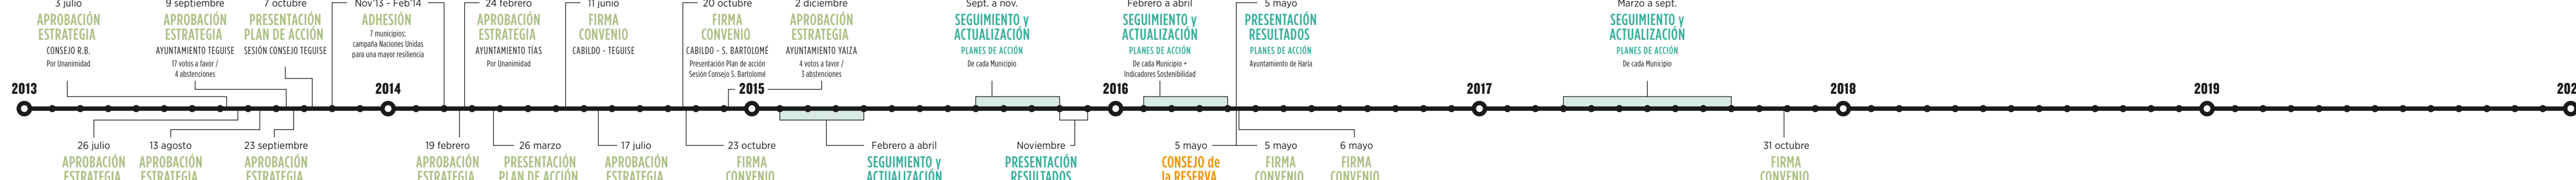 3 julio
APROBACIÓN
ESTRATEGIA
CONSEJO R.B.
Por Unanimidad
9 septiembre
APROBACIÓN
ESTRATEGIA
AYUNTAMIENTO TEGUISE
17 votos a favor /
4 abstenciones
7 octubre
PRESENTACIÓN
PLAN DE ACCIÓN
SESIÓN CONSEJO TEGUISE
Nov'13 - Feb'14
ADHESIÓN
7 municipios:
campaña Naciones Unidas
para una mayor resiliencia
24 febrero
APROBACIÓN
ESTRATEGIA
AYUNTAMIENTO TÍAS
Por Unanimidad
11 junio
FIRMA
CONVENIO
CABILDO - TEGUISE
20 octubre
FIRMA
CONVENIO
CABILDO - S. BARTOLOMÉ
Presentación Plan de acción
Sesión Consejo S. Bartolomé
2 diciembre
APROBACIÓN
ESTRATEGIA
AYUNTAMIENTO YAIZA
4 votos a favor /
3 abstenciones
Sept. a nov.
SEGUIMIENTO y
ACTUALIZACIÓN
PLANES DE ACCIÓN
De cada Municipio
Febrero a abril
SEGUIMIENTO y
ACTUALIZACIÓN
PLANES DE ACCIÓN
De cada Municipio +
Indicadores Sostenibilidad
5 mayo
PRESENTACIÓN
RESULTADOS
PLANES DE ACCIÓN
Ayuntamiento de Haría
Marzo a sept.
SEGUIMIENTO y
ACTUALIZACIÓN
PLANES DE ACCIÓN
De cada Municipio
2013
2014
2015
2016
2017
2018
2019
202
26 julio
APROBACIÓN
ESTRATEGIA
13 agosto
APROBACIÓN
ESTRATEGIA
23 septiembre
APROBACIÓN
ESTRATEGIA
19 febrero
APROBACIÓN
ESTRATEGIA
26 marzo
PRESENTACIÓN
PLAN DE ACCIÓN
17 julio
APROBACIÓN
ESTRATEGIA
23 octubre
FIRMA
CONVENIO
Febrero a abril
SEGUIMIENTO y
ACTUALIZACIÓN
Noviembre
PRESENTACIÓN
RESULTADOS
5 mayo
CONSEJO de
la RESERVA
5 mayo
FIRMA
CONVENIO
6 mayo
FIRMA
CONVENIO
31 octubre
FIRMA
CONVENIO